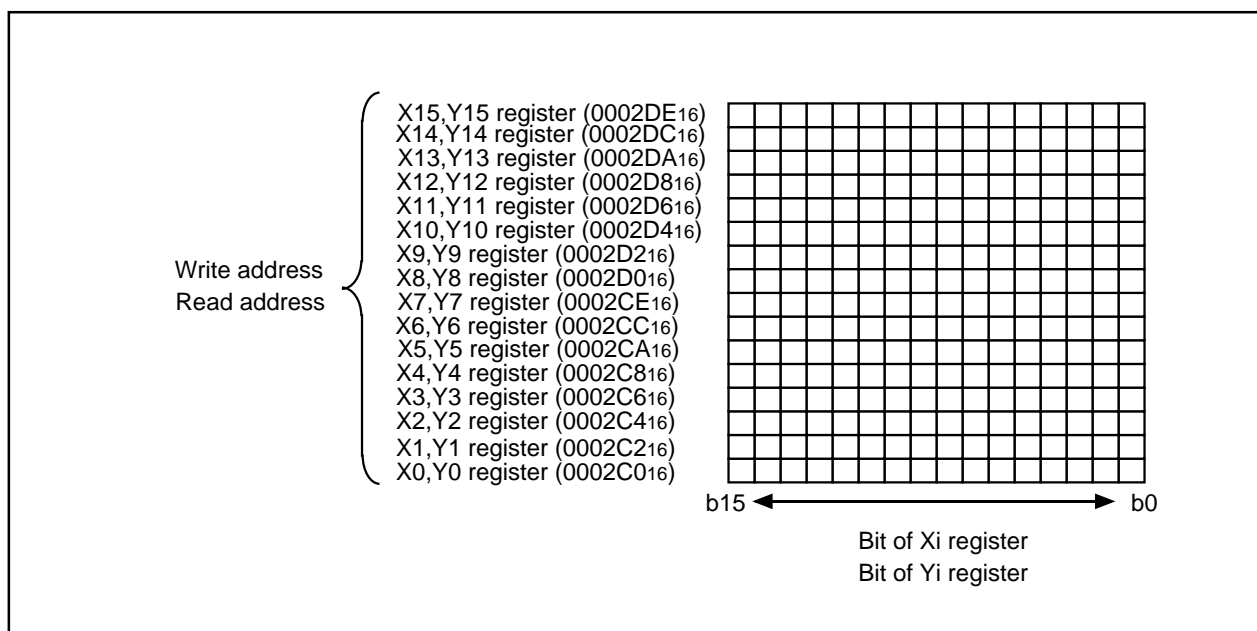 X15,Y15 register (0002DE16)
X14,Y14 register (0002DC16)
X13,Y13 register (0002DA16)
X12,Y12 register (0002D816)
X11,Y11 register (0002D616)
X10,Y10 register (0002D416)
X9,Y9 register (0002D216)
X8,Y8 register (0002D016)
X7,Y7 register (0002CE16)
X6,Y6 register (0002CC16)
X5,Y5 register (0002CA16)
X4,Y4 register (0002C816)
X3,Y3 register (0002C616)
X2,Y2 register (0002C416)
X1,Y1 register (0002C216)
X0,Y0 register (0002C016)
Write address
Read address
b15 b0
Bit of Xi register
Bit of Yi register